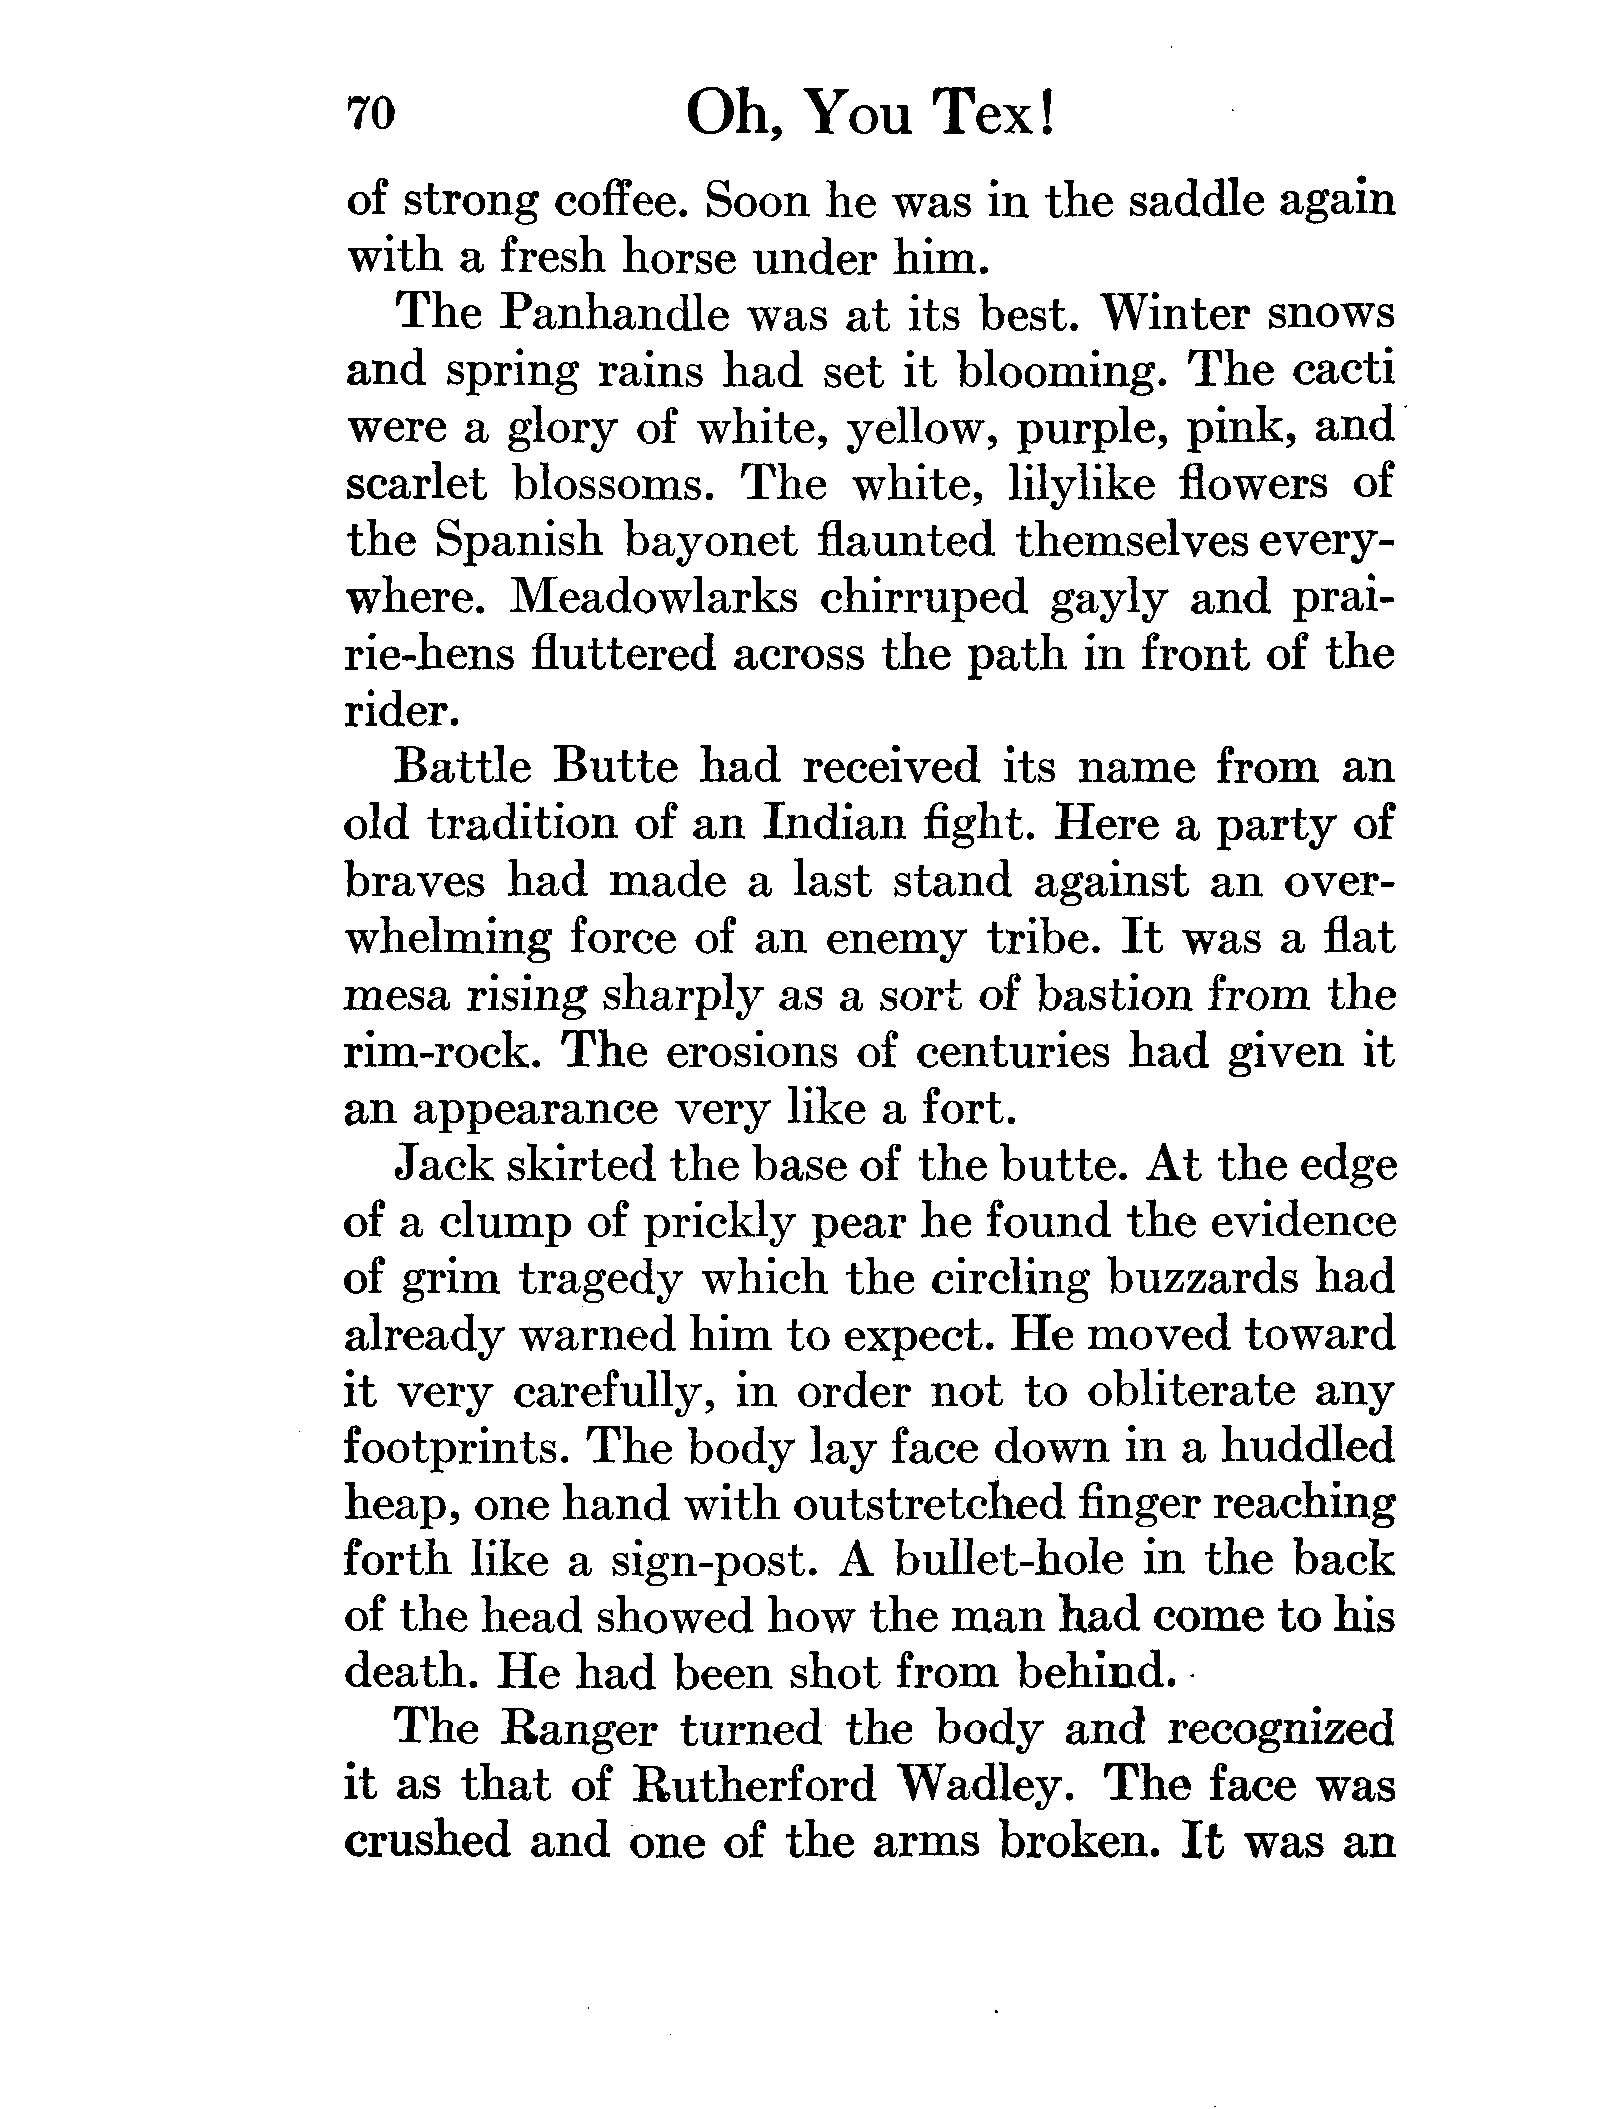 70 Oh, You Tex!
of strong coffee. Soon he was in the saddle again
with a fresh horse under him.
The Panhandle was at its best. Winter snows
and spring rains had set it blooming. The cacti
were a glory of white, yellow, purple, pink, and
scarlet blossoms. The white, lilylike flowers of
the Spanish bayonet flaunted themselves every-
where. Meadowlarks chirruped gayly and prai-
rie-hens fluttered across the path in front of the
rider.
Battle Butte had received its name from an
old tradition of an Indian fight. Here a party of
braves had made a last stand against an over-
whelming force of an enemy tribe. It was a flat
mesa rising sharply as a sort of bastion from the
rim-rock. The erosions of centuries had given it
an appearance very like a fort.
Jack skirted the base of the butte. At the edge
of a clump of prickly pear he found the evidence
of grim tragedy which the circling buzzards had
already warned him to expect. He moved toward
it very carefully, in order not to obliterate any
footprints. The body lay face down in a huddled
heap, one hand with outstretched finger reaching
forth like a sign-post. A bullet-hole in the back
of the head showed how the man had come to his
death. He had been shot from behind.
The Ranger turned the body and recognized
it as that of Rutherford Wadley. The face was
crushed and one of the arms broken. It was an